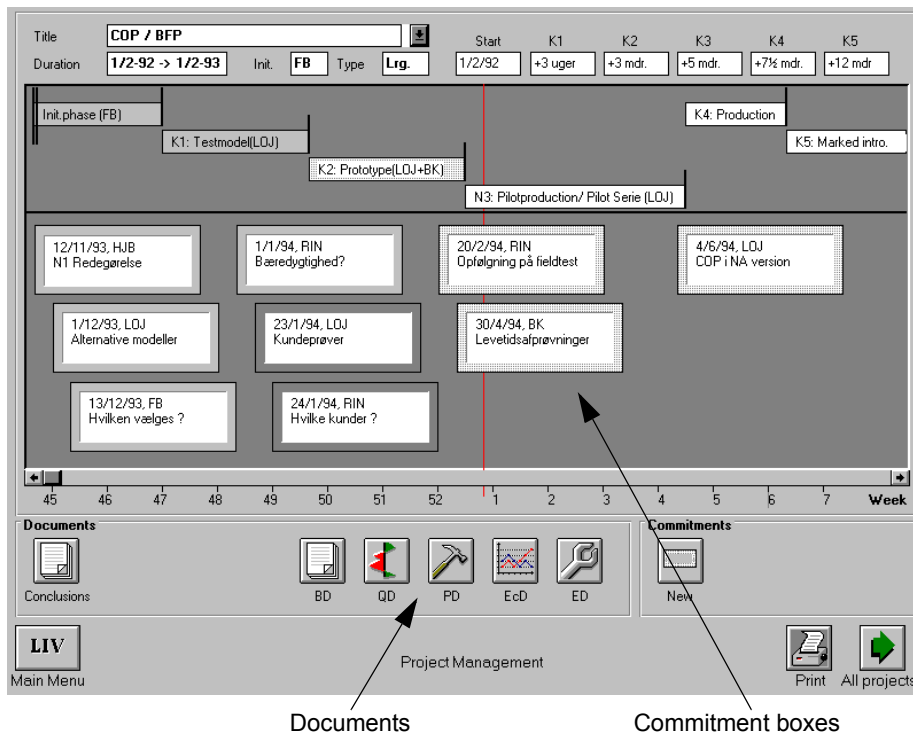 Title COP / BFP Start K1 K2 K3 K4 K5
Duration 1/2-92 -> 1/2-93 Init. FB Type Lrg. 1/2/92 +3 uger +3 mdr. +5 mdr. +7½ mdr. +12 mdr
Init.phase (FB) K4: Production
K1: Testmodel(LOJ) K5: Marked intro.
K2: Prototype(LOJ+BK)
N3: Pilotproduction/ Pilot Serie (LOJ)
12/11/93, HJB
N1 Redegørelse
1/1/94, RIN
Bæredygtighed?
20/2/94, RIN
Opfølgning på fieldtest
4/6/94, LOJ
COP i NA version
1/12/93, LOJ
Alternative modeller
23/1/94, LOJ
Kundeprøver
30/4/94, BK
Levetidsafprøvninger
13/12/93, FB
Hvilken vælges ?
24/1/94, RIN
Hvilke kunder ?
45 46 47 48 49 50 51 52 1 2 3 4 5 6 7 Week
Documents Commitments
Conclusions BD QD PD EcD ED New
LIV
Main Menu Project Management Print All projects
Documents Commitment boxes